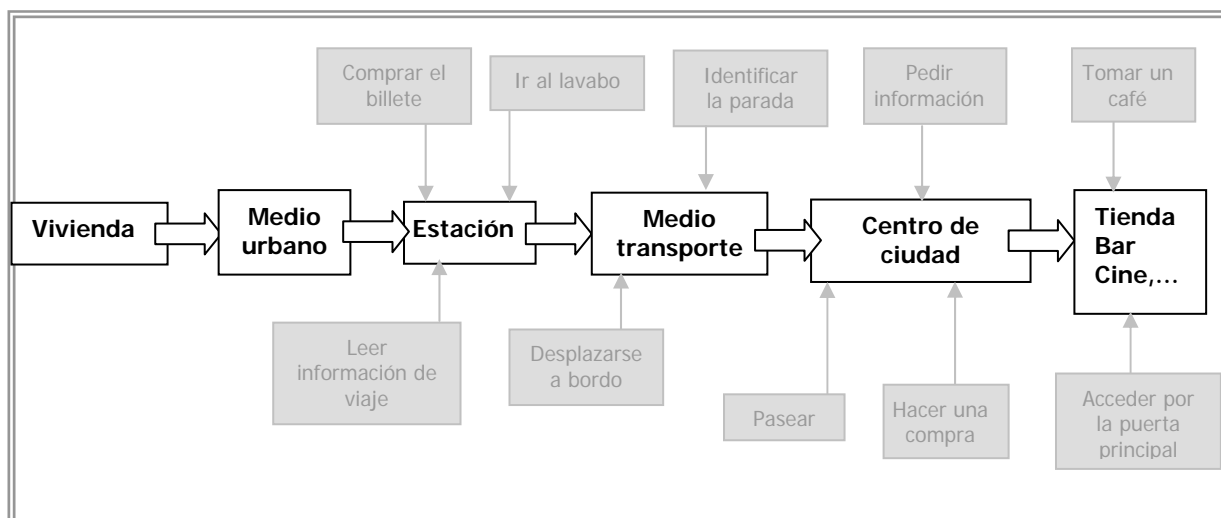 Comprar el
billete
Ir al lavabo
Identificar
la parada
Pedir
información
Tomar un
café
Vivienda
Medio
urbano
Estación
Medio
transporte
Centro de
ciudad
Tienda
Bar
Cine,...
Leer
información de
viaje
Desplazarse
a bordo
Pasear
Hacer una
compra
Acceder por
la puerta
principal